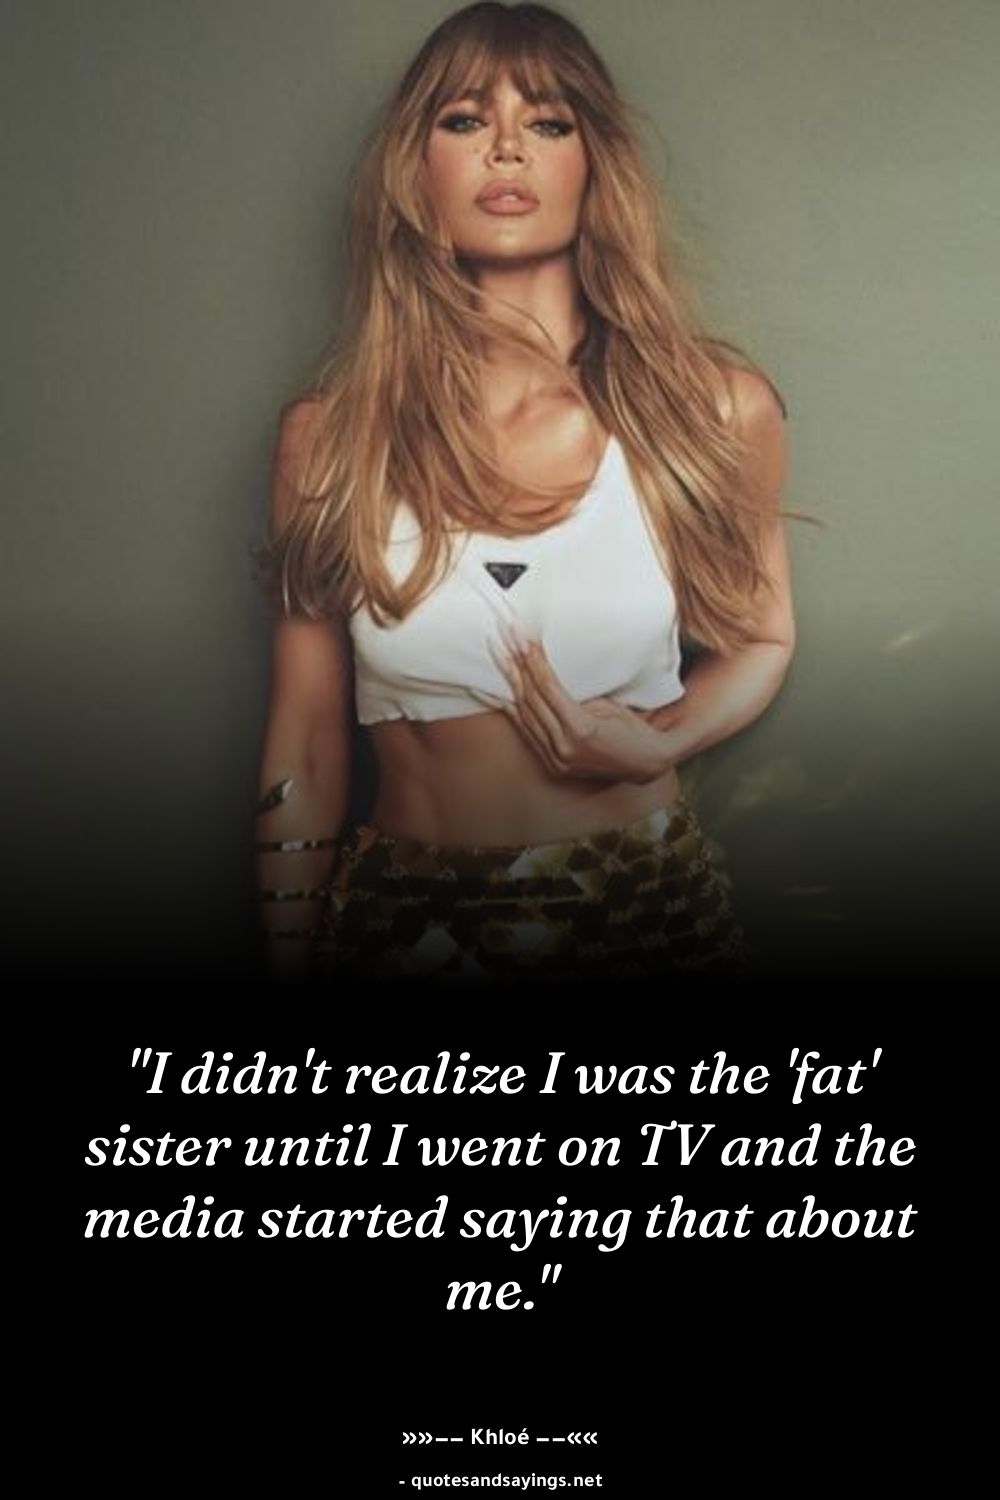 "I didn't realize I was the 'fat'
sister until I went on TV and the
media started saying that about
me."
»»–– Khloé ––««
- quotesandsayings.net